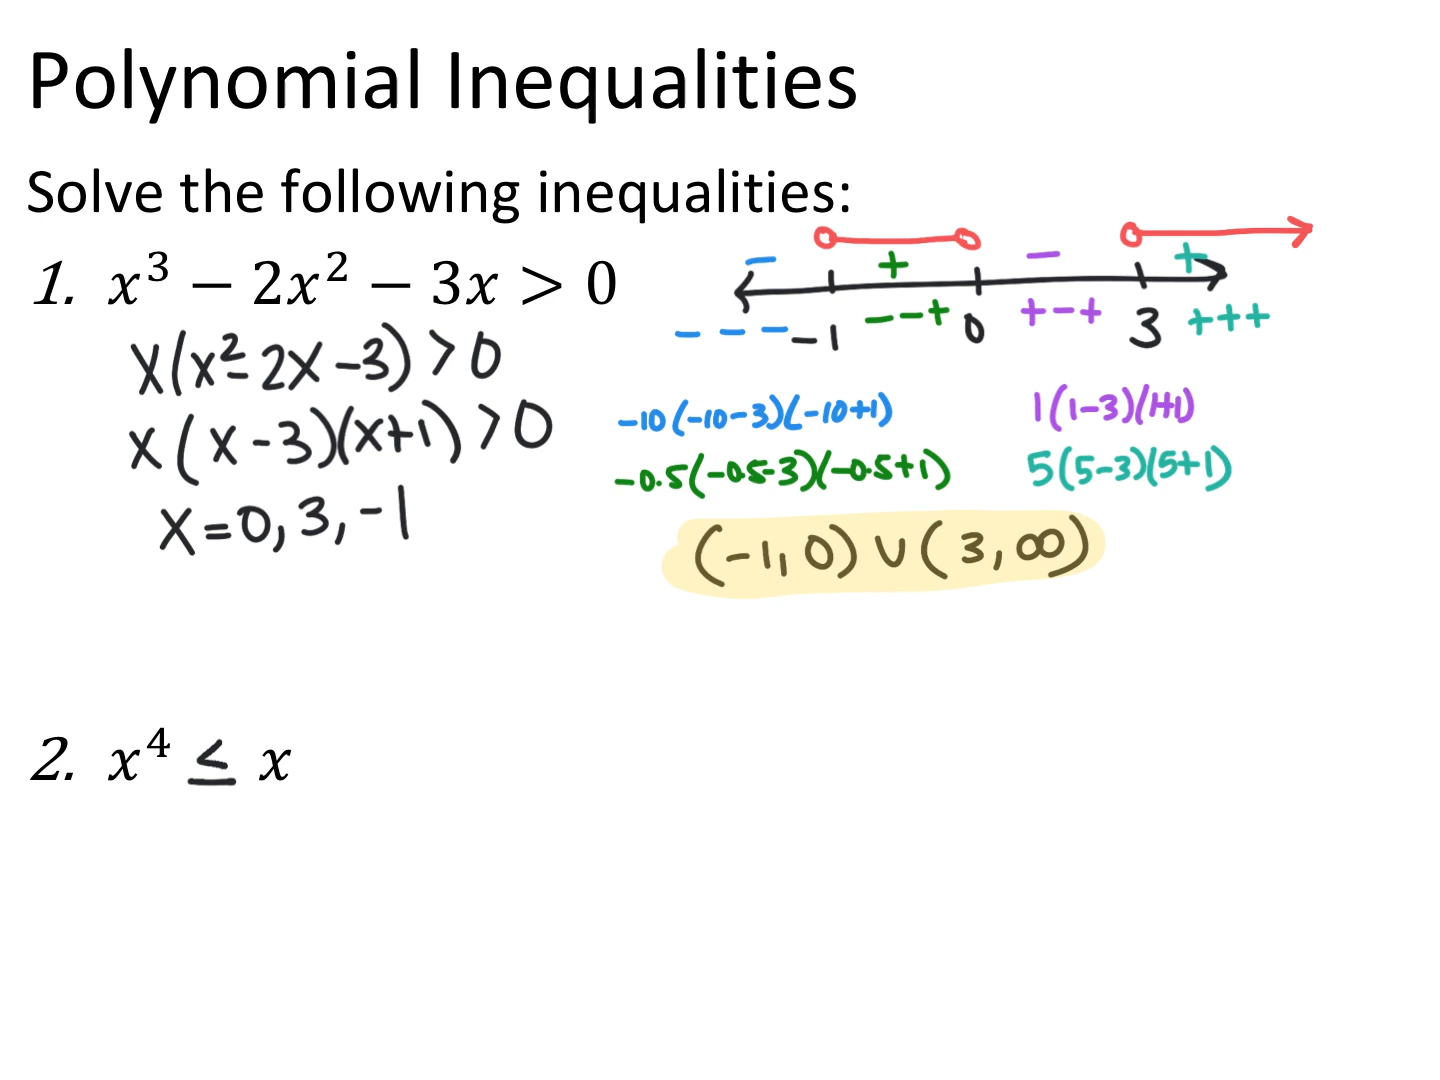 Polynomial Inequalities
Solve the following inequalities:
1. x³ − 2x² − 3x > 0
− + − +
− − − −1 − − + 0 + − + 3 + + +
x(x² − 2x − 3) > 0
x(x − 3)(x + 1) > 0
x = 0, 3, −1
−10(−10−3)(−10+1) 1(1−3)(1+1)
−0.5(−0.5−3)(−0.5+1) 5(5−3)(5+1)
(−1, 0) ∪ (3, ∞)
2. x⁴ ≤ x